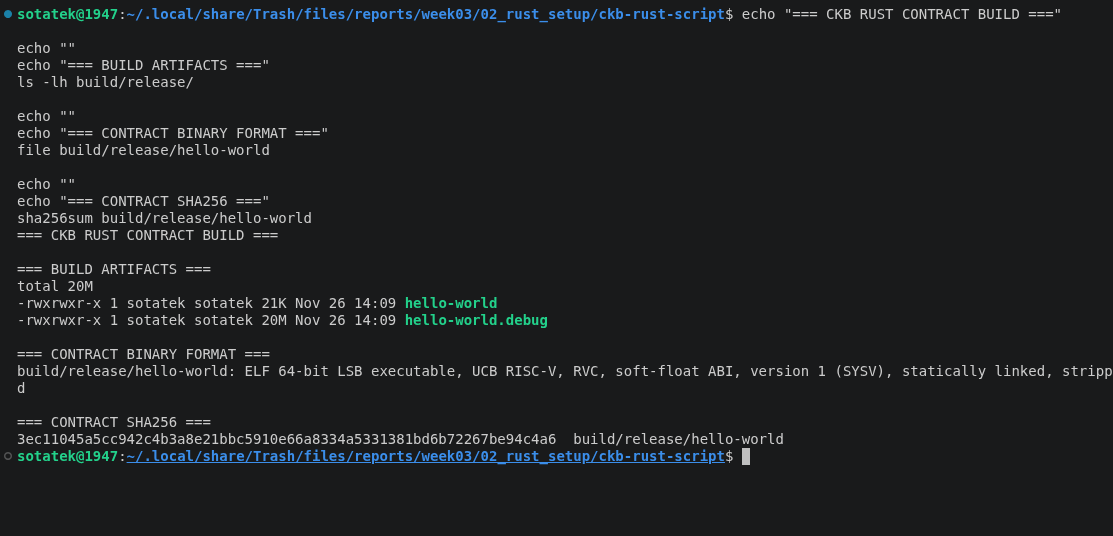 sotatek@1947:~/.local/share/Trash/files/reports/week03/02_rust_setup/ckb-rust-script$ echo "=== CKB RUST CONTRACT BUILD ==="
echo ""
echo "=== BUILD ARTIFACTS ==="
ls -lh build/release/
echo ""
echo "=== CONTRACT BINARY FORMAT ==="
file build/release/hello-world
echo ""
echo "=== CONTRACT SHA256 ==="
sha256sum build/release/hello-world
=== CKB RUST CONTRACT BUILD ===
=== BUILD ARTIFACTS ===
total 20M
-rwxrwxr-x 1 sotatek sotatek 21K Nov 26 14:09 hello-world
-rwxrwxr-x 1 sotatek sotatek 20M Nov 26 14:09 hello-world.debug
=== CONTRACT BINARY FORMAT ===
build/release/hello-world: ELF 64-bit LSB executable, UCB RISC-V, RVC, soft-float ABI, version 1 (SYSV), statically linked, stripp
d
=== CONTRACT SHA256 ===
3ec11045a5cc942c4b3a8e21bbc5910e66a8334a5331381bd6b72267be94c4a6  build/release/hello-world
sotatek@1947:~/.local/share/Trash/files/reports/week03/02_rust_setup/ckb-rust-script$